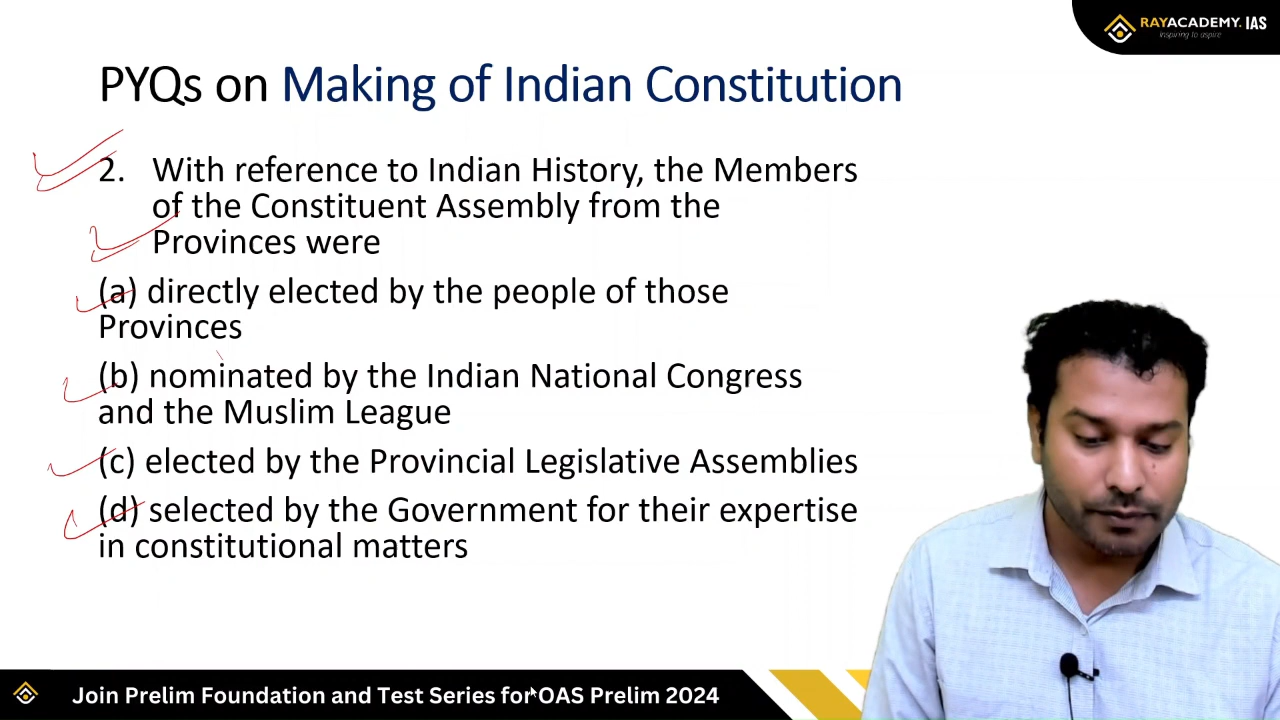 RAYACADEMY. IAS
Inspiring to aspire
PYQs on Making of Indian Constitution
2. With reference to Indian History, the Members
of the Constituent Assembly from the
Provinces were
(a) directly elected by the people of those
Provinces
(b) nominated by the Indian National Congress
and the Muslim League
(c) elected by the Provincial Legislative Assemblies
(d) selected by the Government for their expertise
in constitutional matters
Join Prelim Foundation and Test Series for OAS Prelim 2024